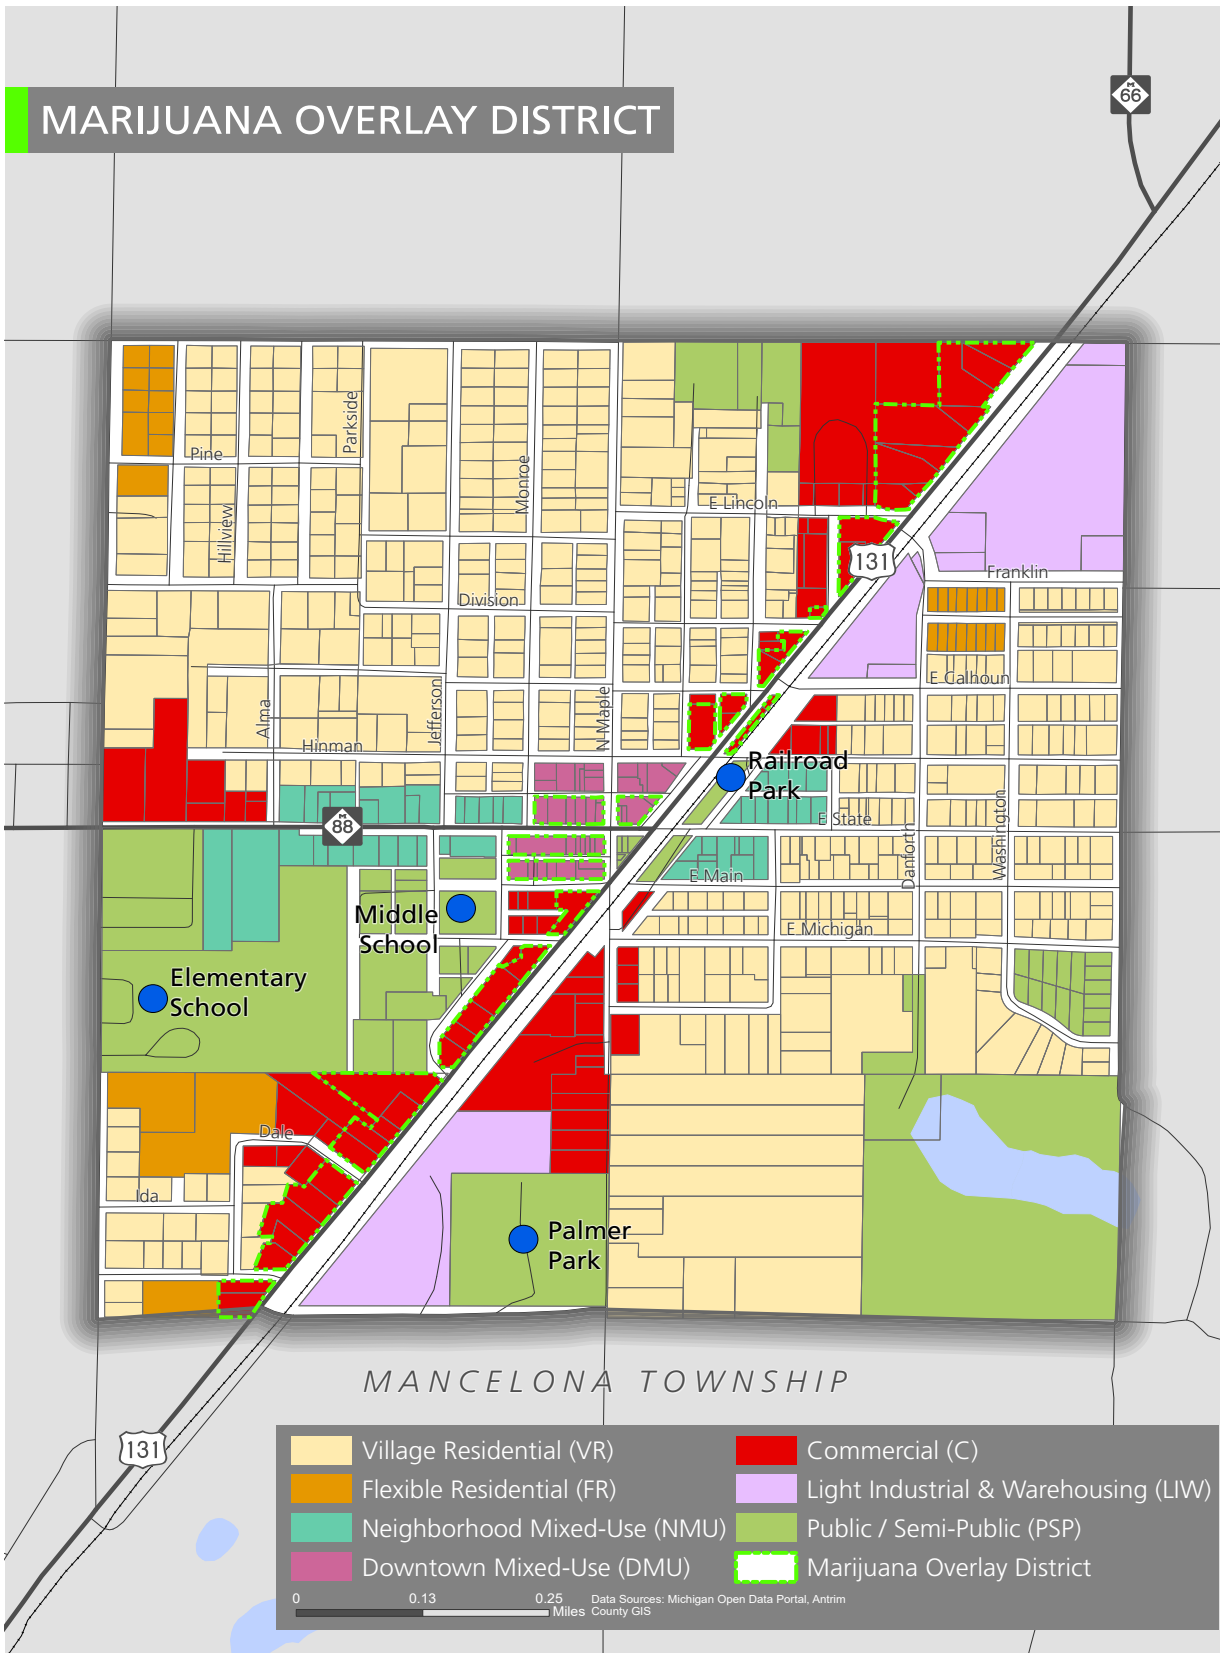 M
66
MARIJUANA OVERLAY DISTRICT
Parkside
Pine
Monroe
E Lincoln
Hillview
131
Franklin
Division
E Calhoun
Alma
Jefferson
N Maple
Hinman
Railroad
Park
M
88
E State
Danforth
Washington
E Main
Middle
School
E Michigan
Elementary
School
Dale
Ida
Palmer
Park
MANCELONA TOWNSHIP
131
Village Residential (VR)
Commercial (C)
Flexible Residential (FR)
Light Industrial & Warehousing (LIW)
Neighborhood Mixed-Use (NMU)
Public / Semi-Public (PSP)
Downtown Mixed-Use (DMU)
Marijuana Overlay District
0 0.13 0.25
Miles
Data Sources: Michigan Open Data Portal, Antrim
County GIS